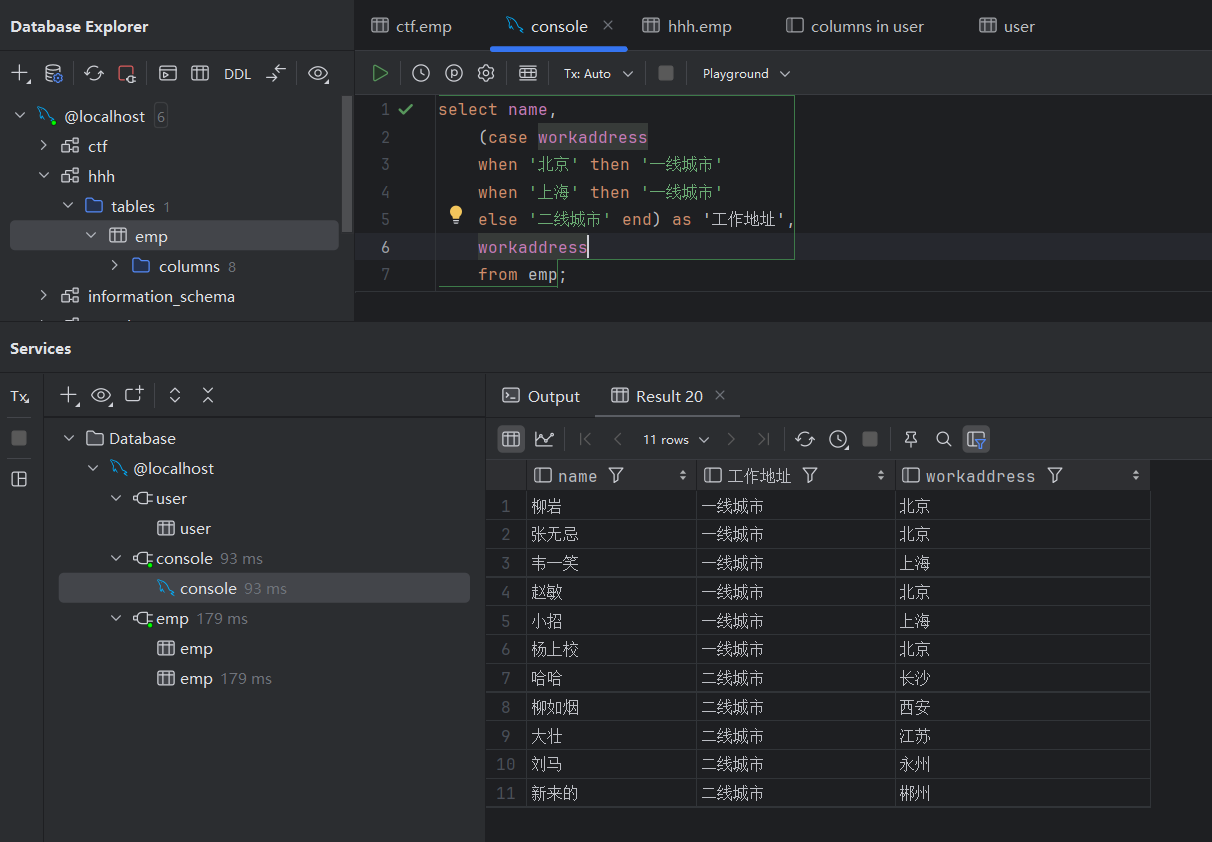 Database Explorer
ctf.emp
console
hhh.emp
columns in user
user
DDL
Tx: Auto
Playground
@localhost 6
ctf
hhh
tables 1
emp
columns 8
information_schema
1 select name,
2 (case workaddress
3 when '北京' then '一线城市'
4 when '上海' then '一线城市'
5 else '二线城市' end) as '工作地址',
6 workaddress
7 from emp;
Services
Tx
Database
@localhost
user
user
console 93 ms
console 93 ms
emp 179 ms
emp
emp 179 ms
Output
Result 20
11 rows
name 工作地址 workaddress
1 柳岩 一线城市 北京
2 张无忌 一线城市 北京
3 韦一笑 一线城市 上海
4 赵敏 一线城市 北京
5 小招 一线城市 上海
6 杨上校 一线城市 北京
7 哈哈 二线城市 长沙
8 柳如烟 二线城市 西安
9 大壮 二线城市 江苏
10 刘马 二线城市 永州
11 新来的 二线城市 郴州